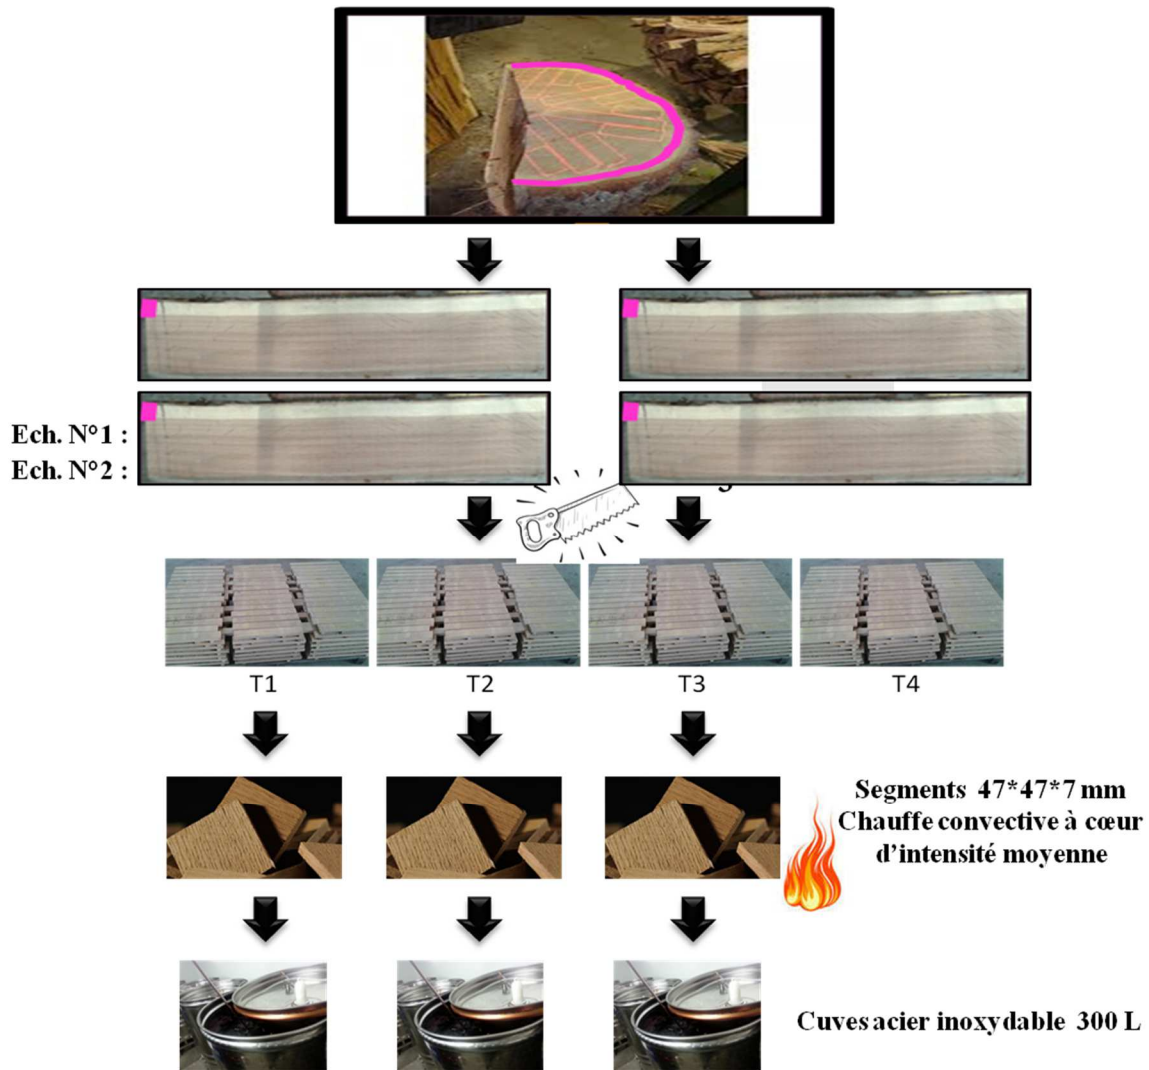 Ech. N°1 :
Ech. N°2 :
T1
T2
T3
T4
Segments 47*47*7 mm
Chauffe convective à cœur
d'intensité moyenne
Cuves acier inoxydable 300 L